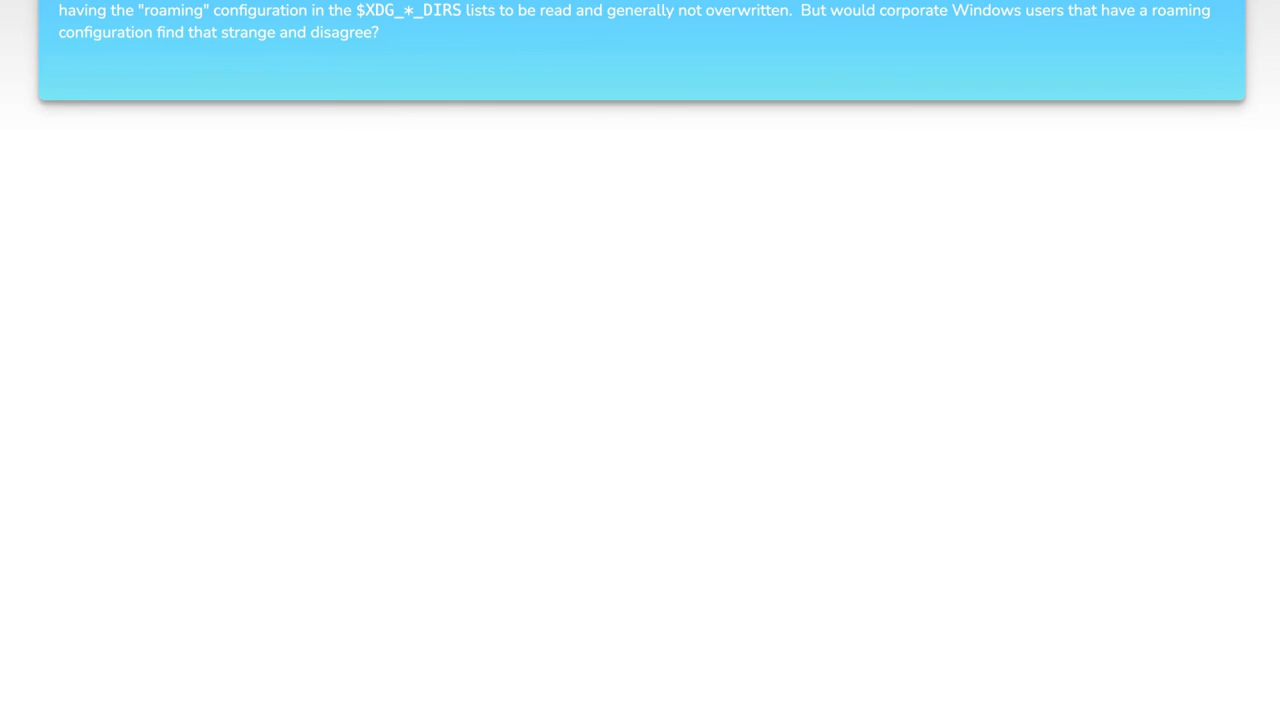 having the "roaming" configuration in the $XDG_*_DIRS lists to be read and generally not overwritten.  But would corporate Windows users that have a roaming
configuration find that strange and disagree?